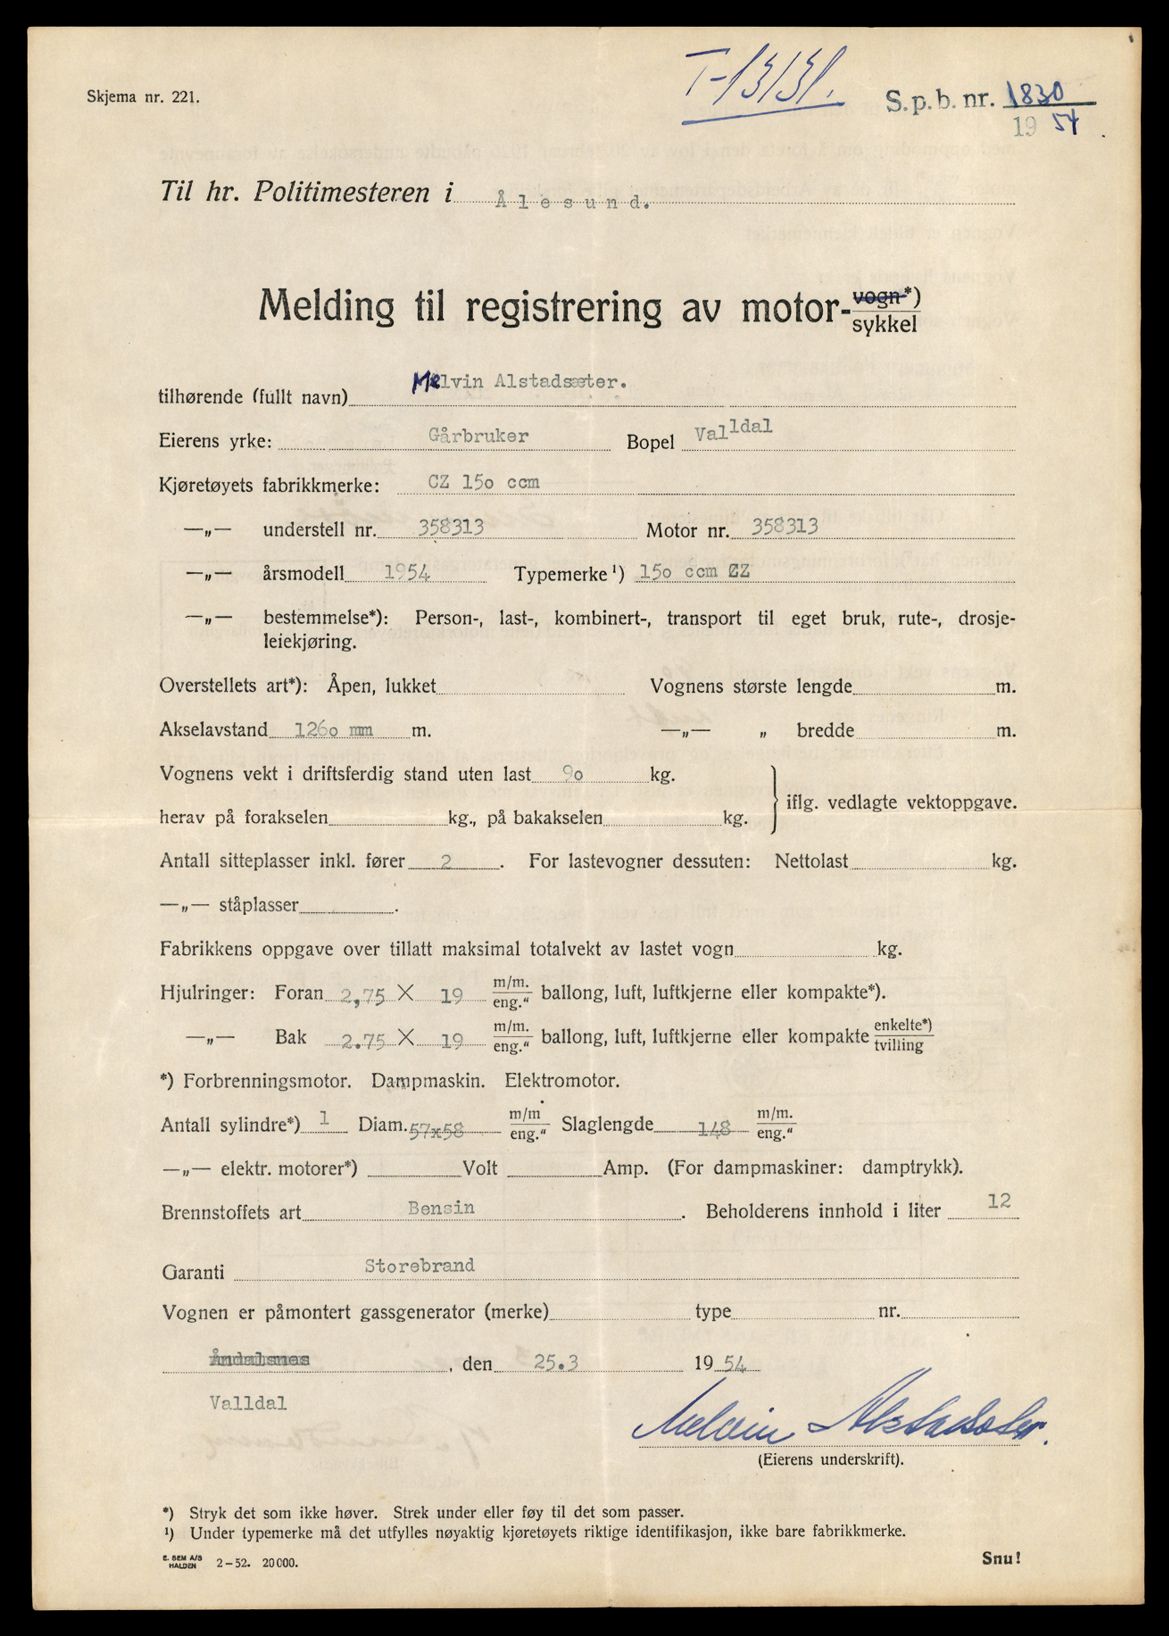 Skjema nr. 221.
T-13131.
S.p.b. nr. 1830
19 54.
Til hr. Politimesteren i Ålesund.
Melding til registrering av motor-vogn*)
sykkel
tilhørende (fullt navn) Melvin Alstadsæter.
Eierens yrke: Gårbruker Bopel Valldal
Kjøretøyets fabrikkmerke: CZ 15o ccm
—„— understell nr. 358313 Motor nr. 358313
—„— årsmodell 1954 Typemerke¹) 15o ccm CZ
—„— bestemmelse*): Person-, last-, kombinert-, transport til eget bruk, rute-, drosje-
leiekjøring.
Overstellets art*): Åpen, lukket Vognens største lengde m.
Akselavstand 126o mm m. —„— „ bredde m.
Vognens vekt i driftsferdig stand uten last 9o kg.
herav på forakselen kg., på bakakselen kg.
iflg. vedlagte vektoppgave.
Antall sitteplasser inkl. fører 2. For lastevogner dessuten: Nettolast kg.
—„— ståplasser.
Fabrikkens oppgave over tillatt maksimal totalvekt av lastet vogn kg.
Hjulringer: Foran 2,75 X 19 m/m. eng." ballong, luft, luftkjerne eller kompakte*).
—„— Bak 2.75 X 19 m/m. eng." ballong, luft, luftkjerne eller kompakte enkelte*) tvilling
*) Forbrenningsmotor. Dampmaskin. Elektromotor.
Antall sylindre*) 1 Diam. 57x58 m/m eng." Slaglengde 148 m/m. eng."
—„— elektr. motorer*) Volt Amp. (For dampmaskiner: damptrykk).
Brennstoffets art Bensin. Beholderens innhold i liter 12
Garanti Storebrand
Vognen er påmontert gassgenerator (merke) type nr.
Åndalsnes, den 25.3 19 54
Valldal
Melvin Alstadsæter.
(Eierens underskrift).
*) Stryk det som ikke høver. Strek under eller føy til det som passer.
¹) Under typemerke må det utfylles nøyaktig kjøretøyets riktige identifikasjon, ikke bare fabrikkmerke.
E. SEM A/S
HALDEN 2-52. 20000.
Snu!